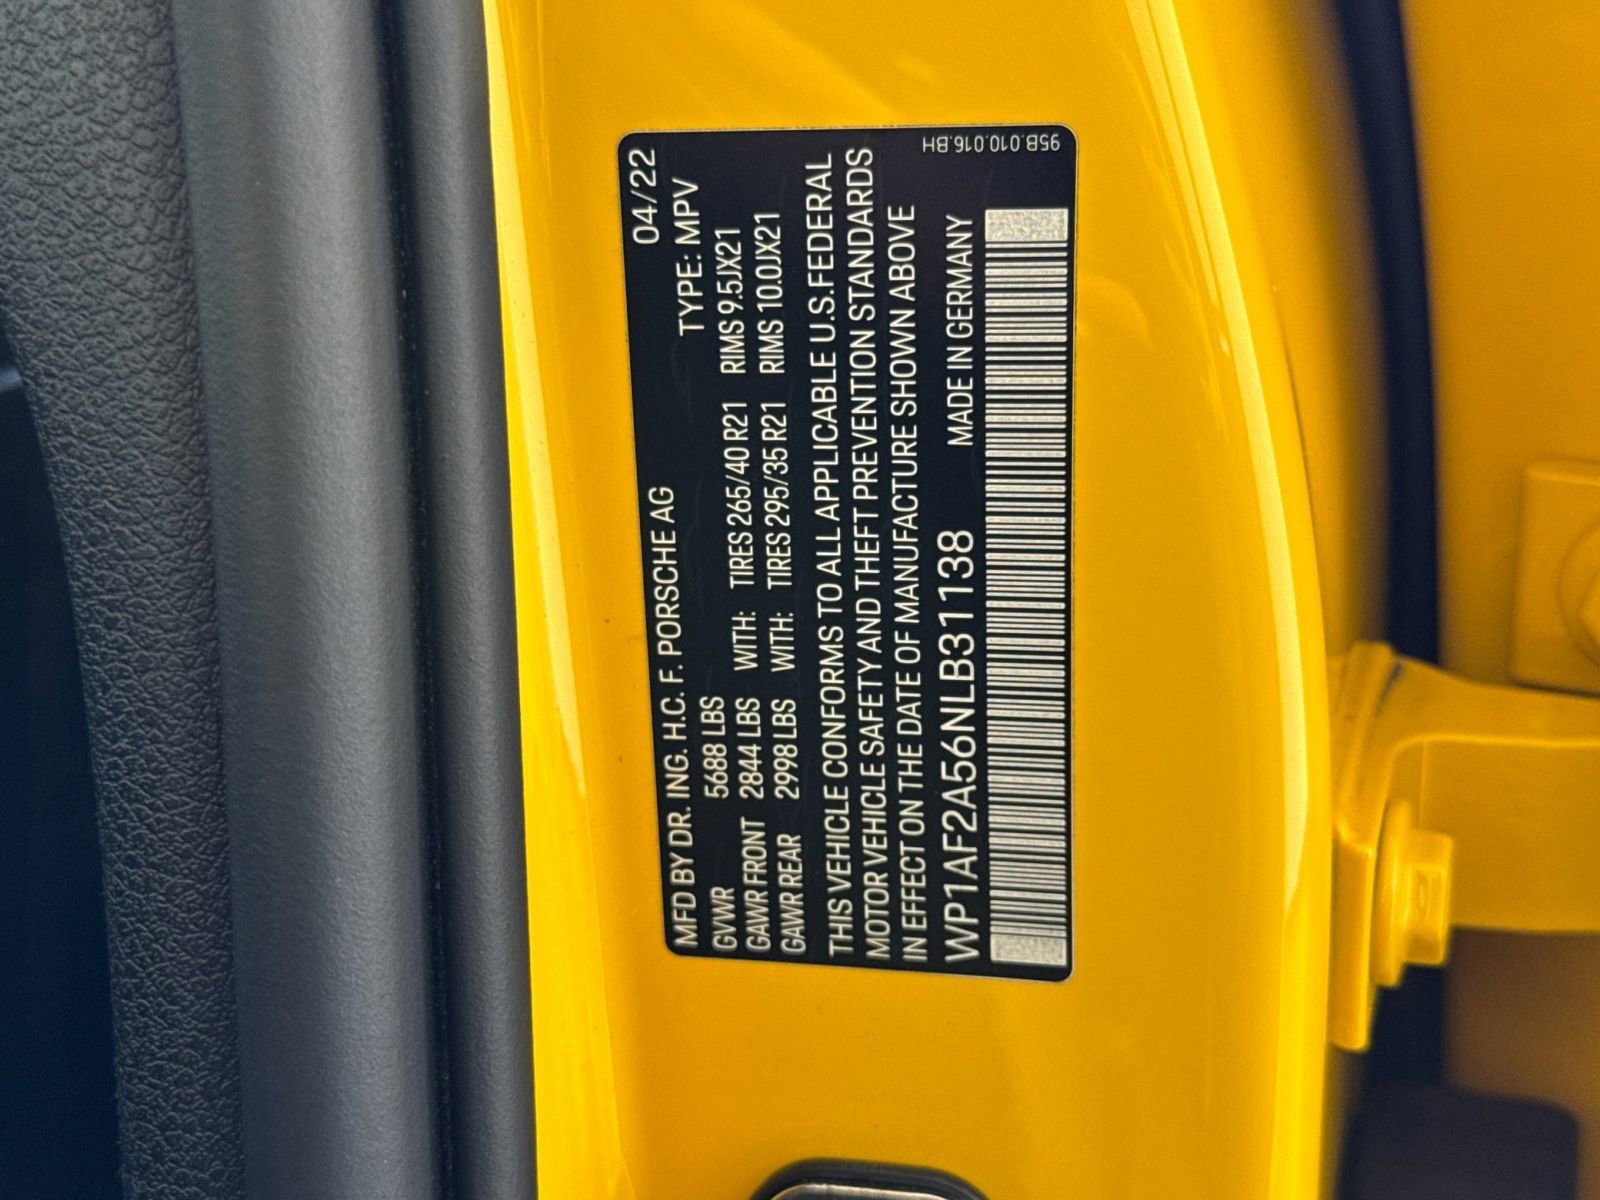 MFD BY DR. ING. H.C. F. PORSCHE AG 04/22
GVWR 5688 LBS TYPE: MPV
GAWR FRONT 2844 LBS WITH: TIRES 265/40 R21 RIMS 9.5JX21
GAWR REAR 2998 LBS WITH: TIRES 295/35 R21 RIMS 10.0JX21
THIS VEHICLE CONFORMS TO ALL APPLICABLE U.S.FEDERAL
MOTOR VEHICLE SAFETY AND THEFT PREVENTION STANDARDS
IN EFFECT ON THE DATE OF MANUFACTURE SHOWN ABOVE
WP1AF2A56NLB31138 MADE IN GERMANY
95B.010.016.BH